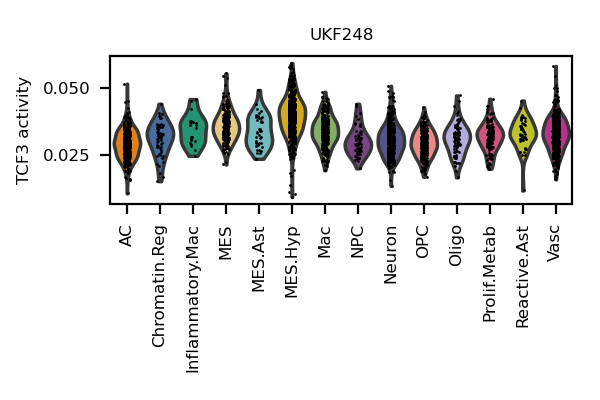 UKF248
TCF3 activity
0.050
0.025
AC
Chromatin.Reg
Inflammatory.Mac
MES
MES.Ast
MES.Hyp
Mac
NPC
Neuron
OPC
Oligo
Prolif.Metab
Reactive.Ast
Vasc